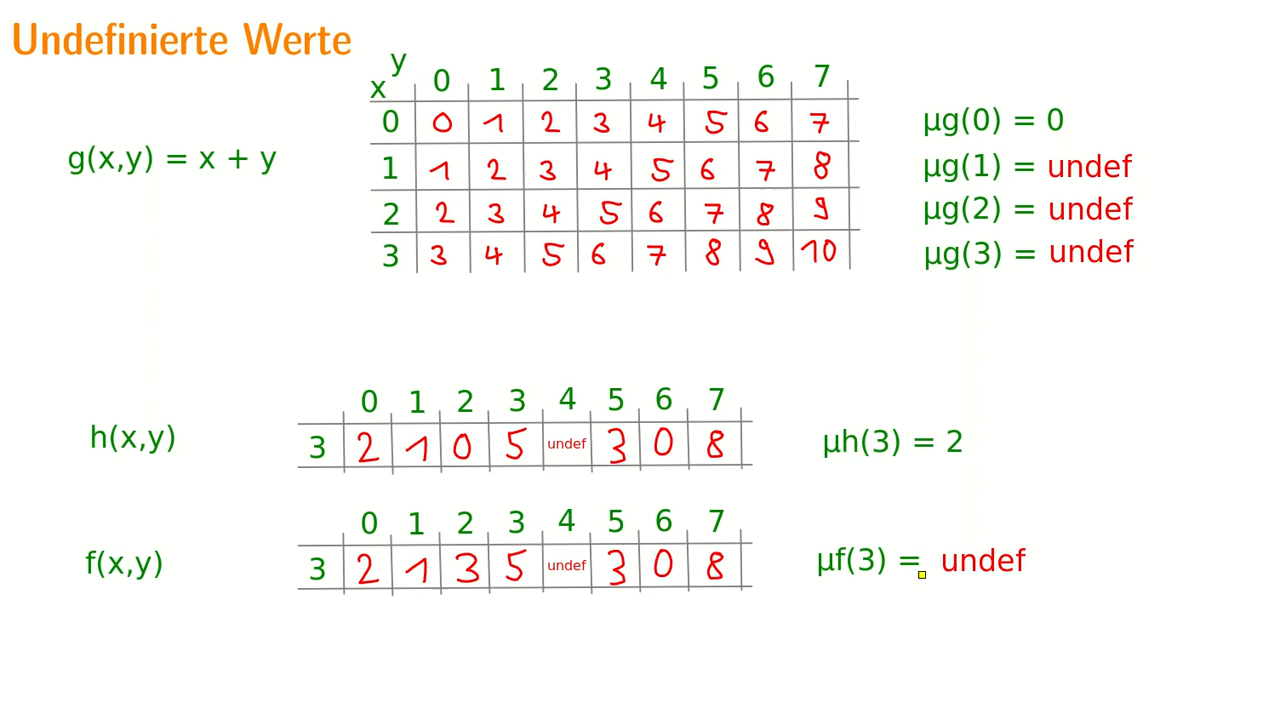 Undefinierte Werte
y
x 0 1 2 3 4 5 6 7
0 0 1 2 3 4 5 6 7
g(x,y) = x + y
1 1 2 3 4 5 6 7 8
2 2 3 4 5 6 7 8 9
3 3 4 5 6 7 8 9 10
µg(0) = 0
µg(1) = undef
µg(2) = undef
µg(3) = undef
0 1 2 3 4 5 6 7
h(x,y) 3 2 1 0 5 undef 3 0 8 µh(3) = 2
0 1 2 3 4 5 6 7
f(x,y) 3 2 1 3 5 undef 3 0 8 µf(3) = undef